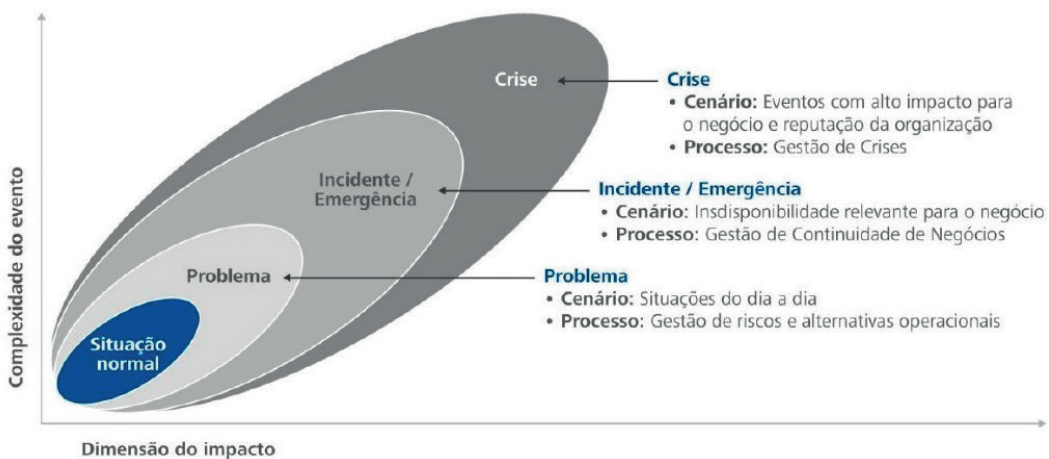 Complexidade do evento
Crise
Incidente /
Emergência
Problema
Situação
normal
Crise
• Cenário: Eventos com alto impacto para
o negócio e reputação da organização
• Processo: Gestão de Crises
Incidente / Emergência
• Cenário: Insdisponibilidade relevante para o negócio
• Processo: Gestão de Continuidade de Negócios
Problema
• Cenário: Situações do dia a dia
• Processo: Gestão de riscos e alternativas operacionais
Dimensão do impacto